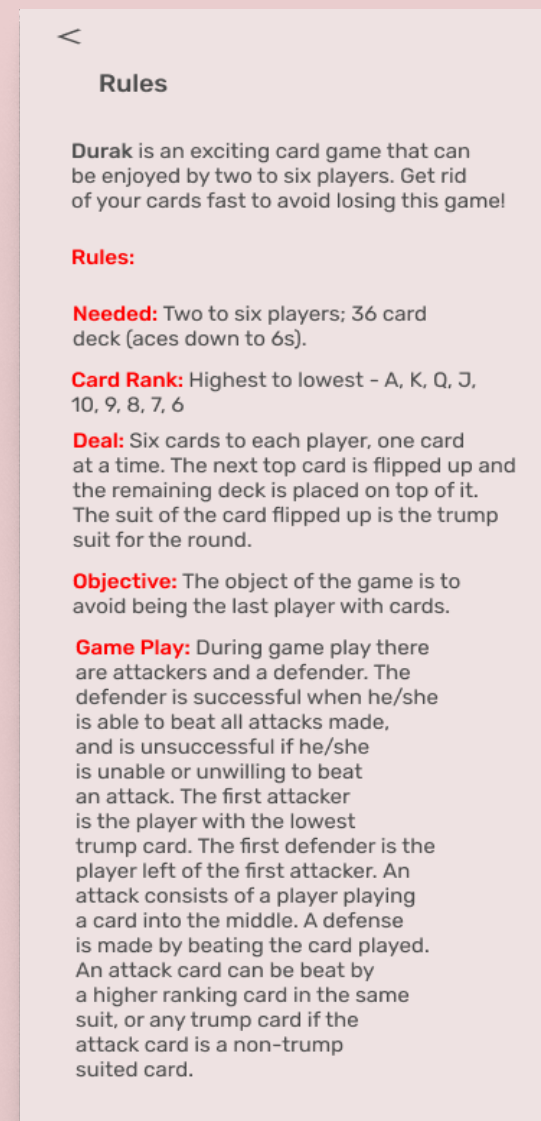 <
Rules
Durak is an exciting card game that can
be enjoyed by two to six players. Get rid
of your cards fast to avoid losing this game!
Rules:
Needed: Two to six players; 36 card
deck (aces down to 6s).
Card Rank: Highest to lowest - A, K, Q, J,
10, 9, 8, 7, 6
Deal: Six cards to each player, one card
at a time. The next top card is flipped up and
the remaining deck is placed on top of it.
The suit of the card flipped up is the trump
suit for the round.
Objective: The object of the game is to
avoid being the last player with cards.
Game Play: During game play there
are attackers and a defender. The
defender is successful when he/she
is able to beat all attacks made,
and is unsuccessful if he/she
is unable or unwilling to beat
an attack. The first attacker
is the player with the lowest
trump card. The first defender is the
player left of the first attacker. An
attack consists of a player playing
a card into the middle. A defense
is made by beating the card played.
An attack card can be beat by
a higher ranking card in the same
suit, or any trump card if the
attack card is a non-trump
suited card.